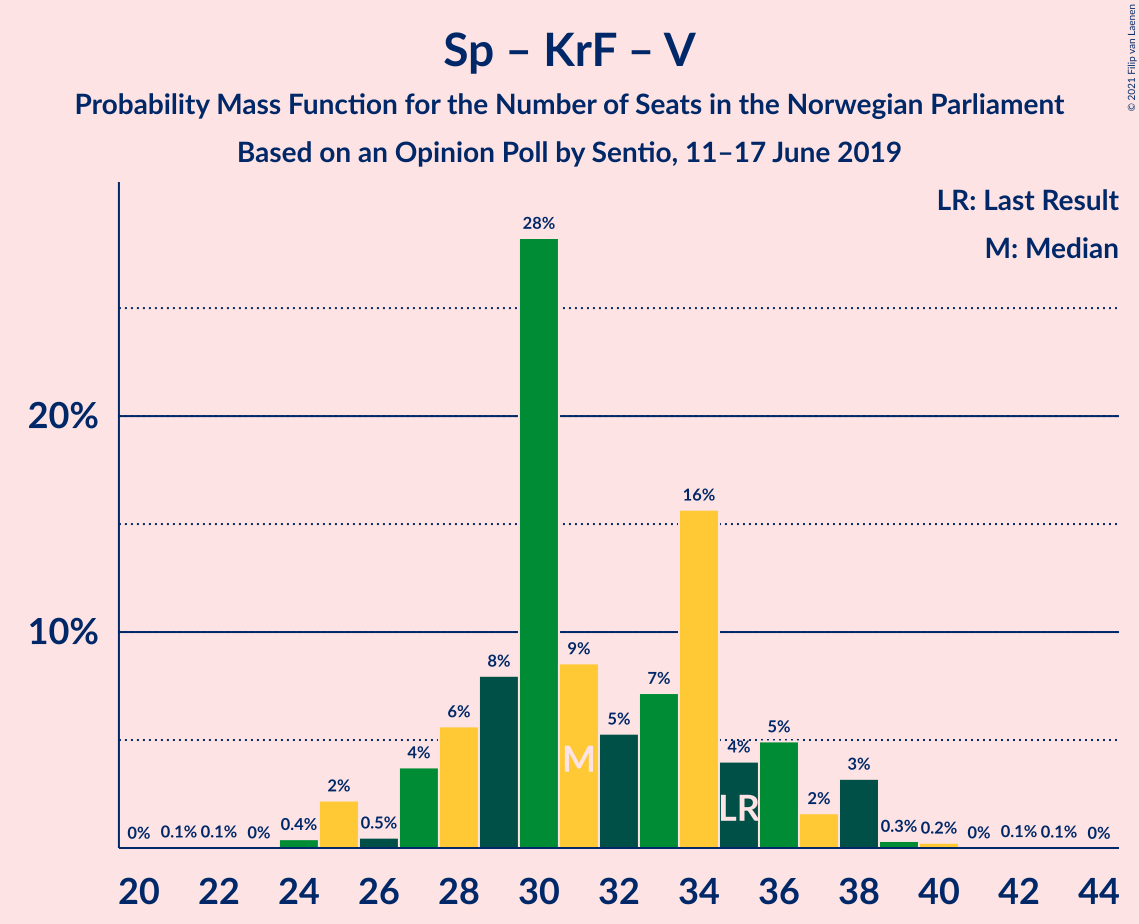 Sp – KrF – V
Probability Mass Function for the Number of Seats in the Norwegian Parliament
Based on an Opinion Poll by Sentio, 11–17 June 2019
© 2021 Filip van Laenen
LR: Last Result
M: Median
28%
20%
16%
10%
9%
8%
7%
6%
5%
5%
4%
4%
3%
2%
2%
M
LR
0% 0.1% 0.1% 0% 0.4% 0.5% 0.3% 0.2% 0% 0.1% 0.1% 0%
20 22 24 26 28 30 32 34 36 38 40 42 44